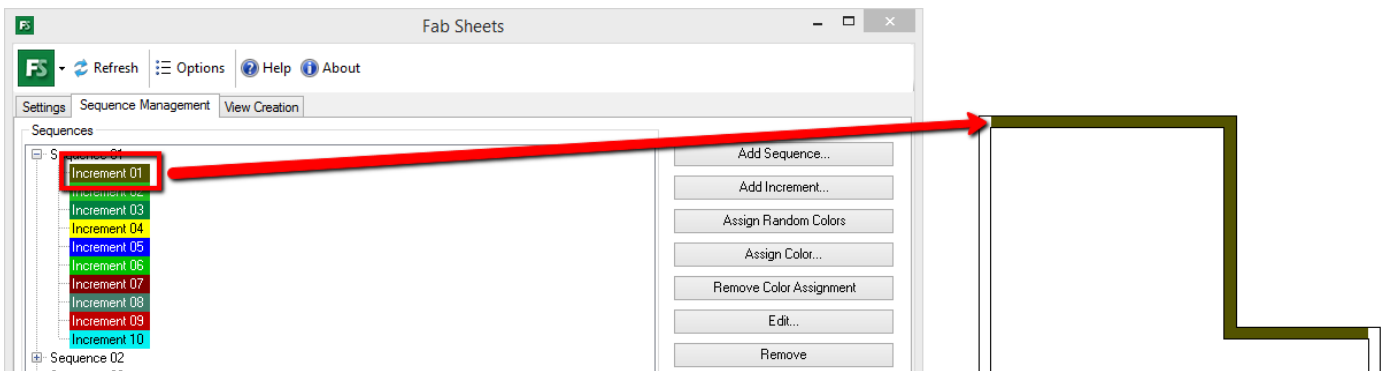 FS
Fab Sheets
FS Refresh Options Help About
Settings Sequence Management View Creation
Sequences
Add Sequence...
Increment 01
Add Increment...
Increment 03
Assign Random Colors
Increment 04
Increment 05
Assign Color...
Increment 06
Increment 07
Remove Color Assignment
Increment 08
Increment 09
Edit...
Increment 10
Sequence 02
Remove